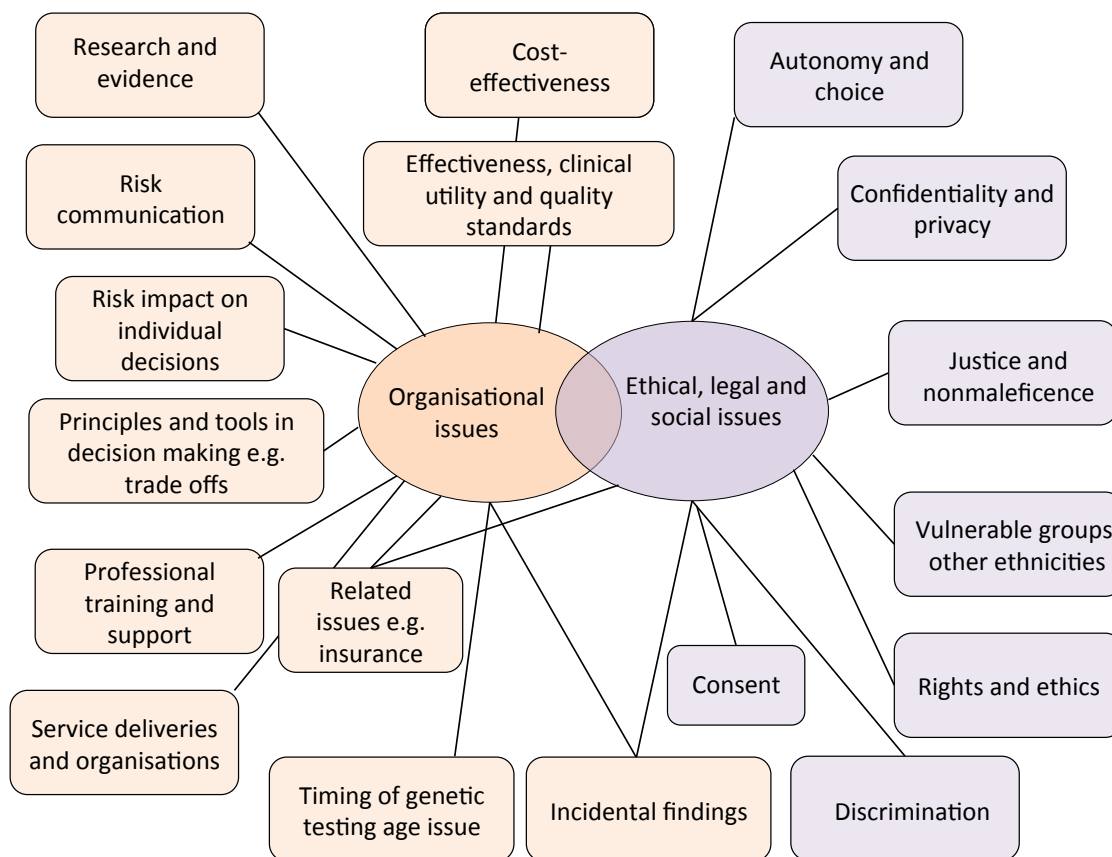 Research and
evidence
Cost-
effectiveness
Autonomy and
choice
Risk
communication
Effectiveness, clinical
utility and quality
standards
Confidentiality and
privacy
Risk impact on
individual
decisions
Organisational
issues
Ethical, legal and
social issues
Justice and
nonmaleficence
Principles and tools in
decision making e.g.
trade offs
Vulnerable groups
other ethnicities
Professional
training and
support
Related
issues e.g.
insurance
Consent
Rights and ethics
Service deliveries
and organisations
Timing of genetic
testing age issue
Incidental findings
Discrimination